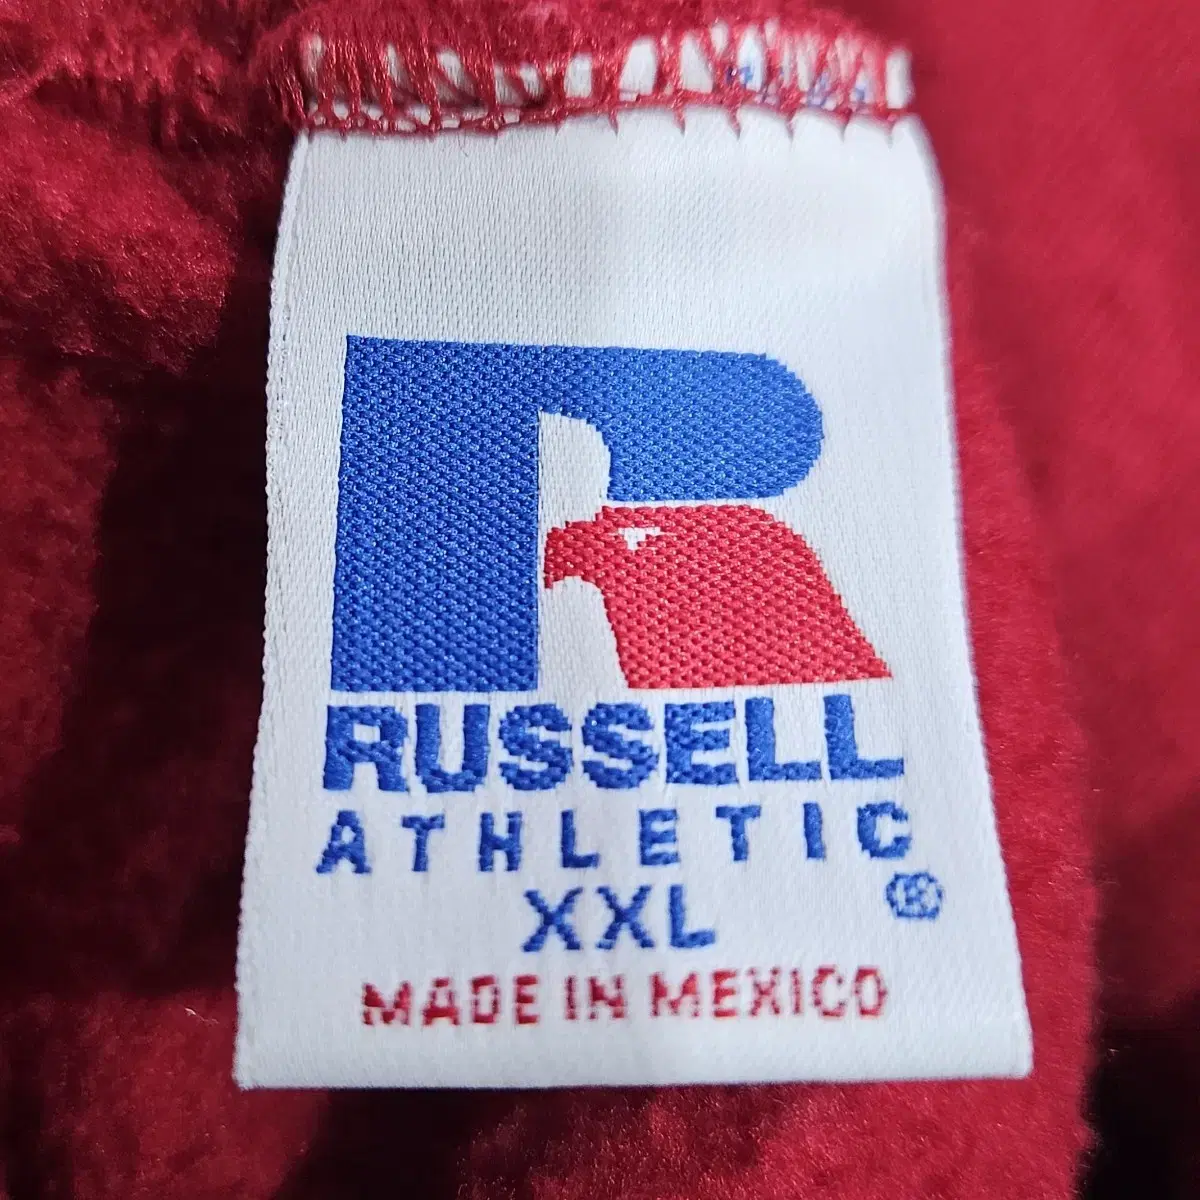 RUSSELL
ATHLETIC
®
XXL
MADE IN MEXICO